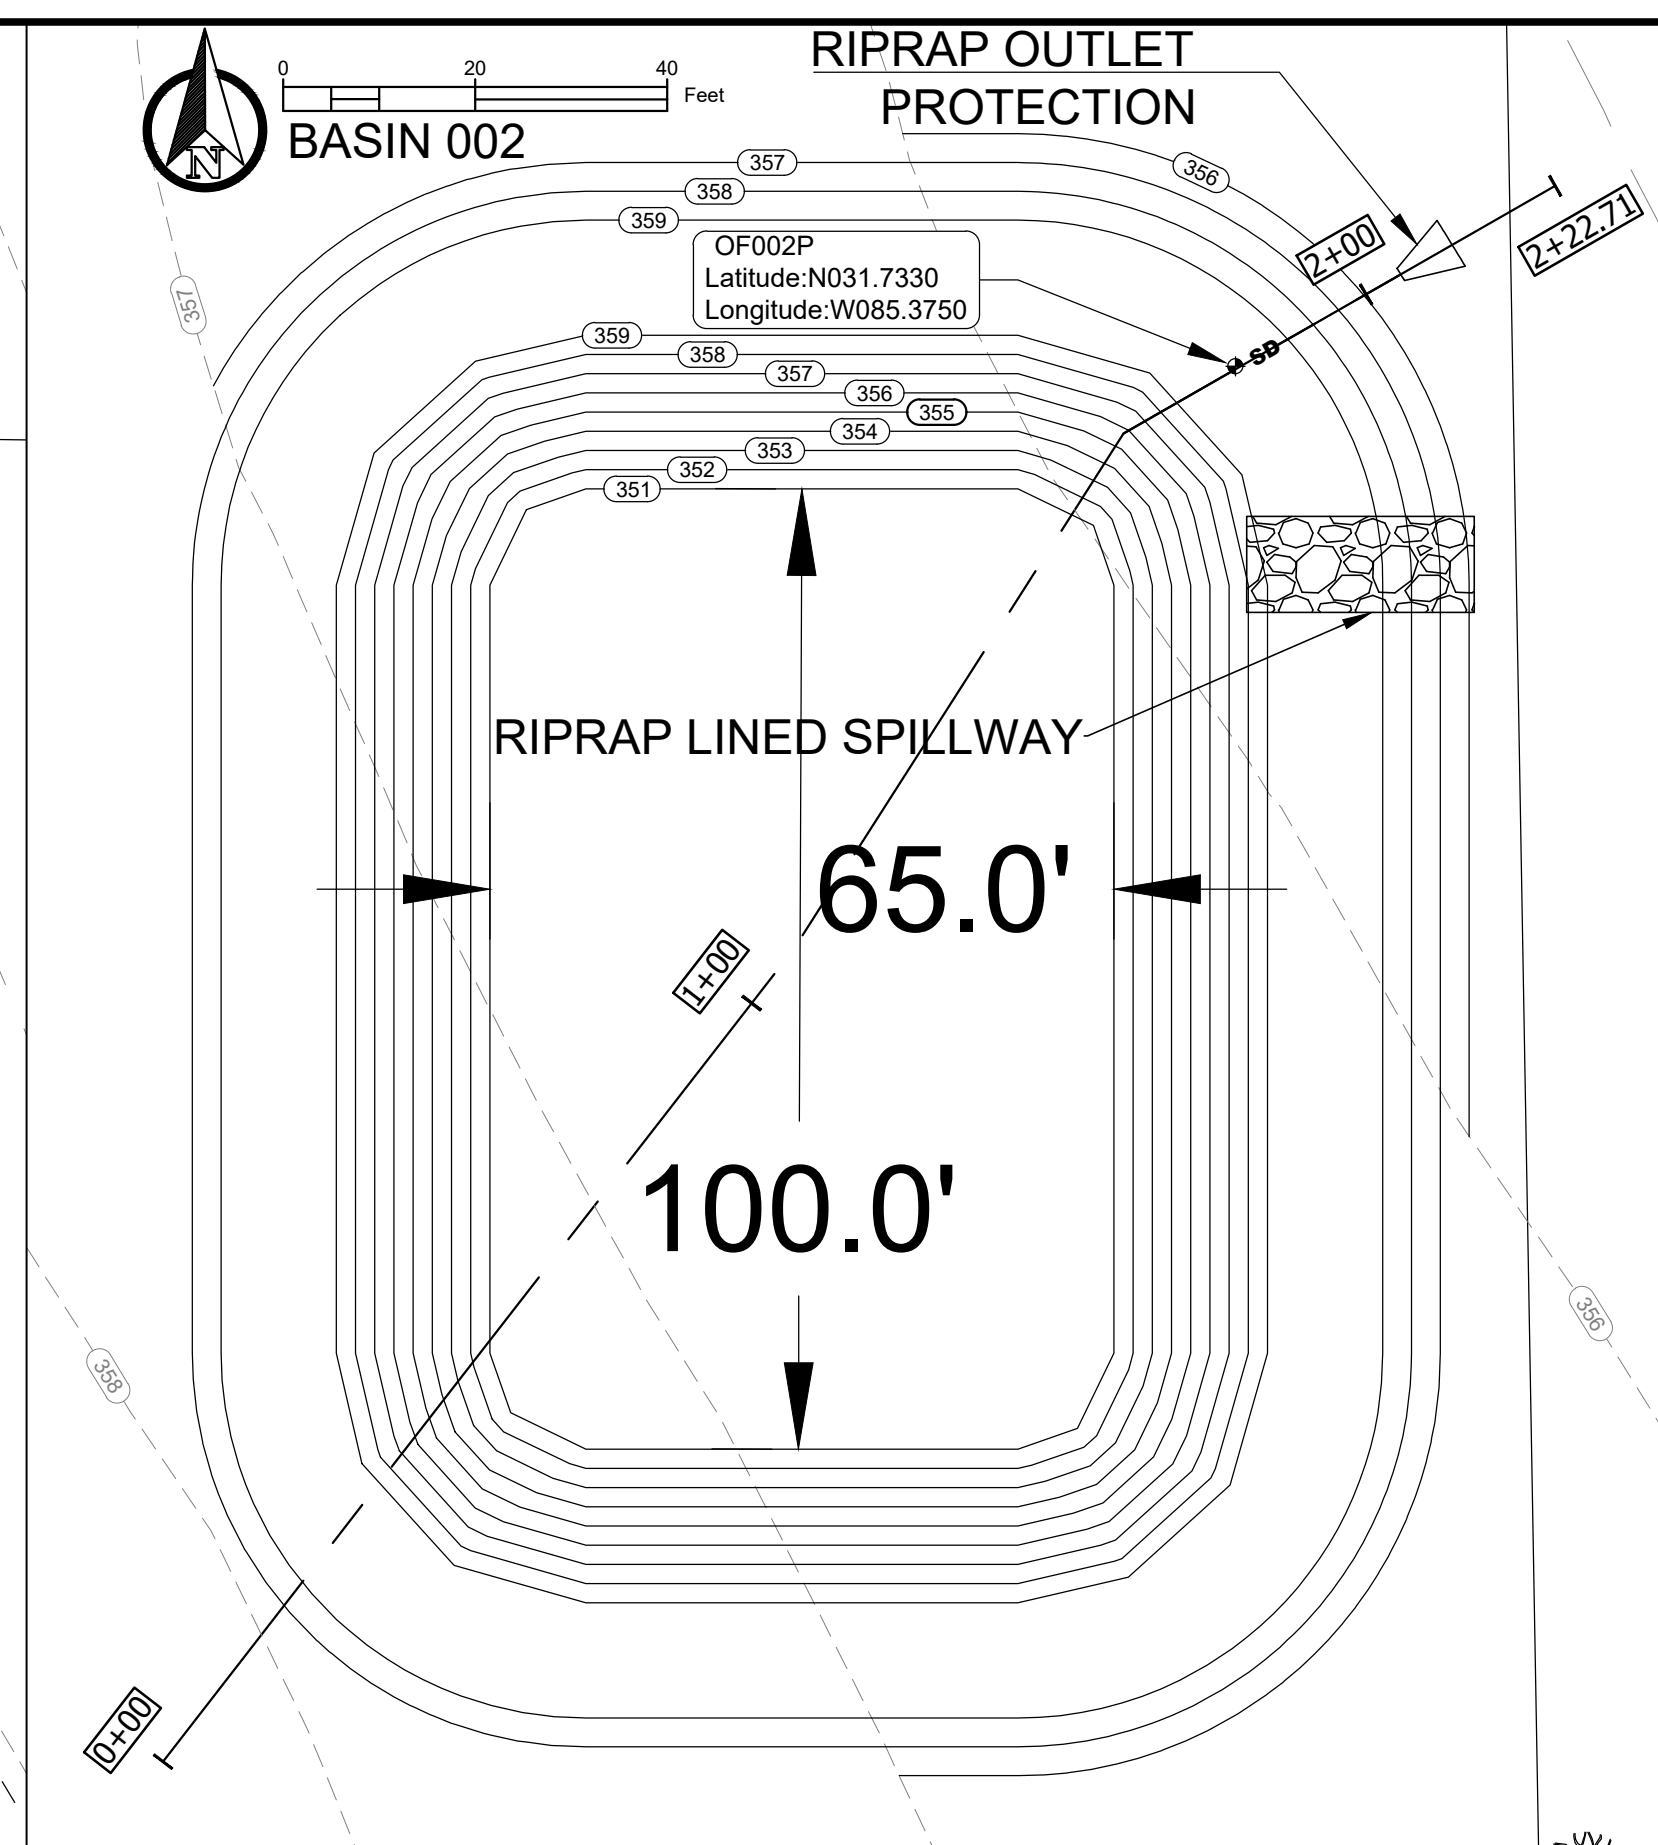 0 20 40
Feet
N
BASIN 002
RIPRAP OUTLET
PROTECTION
357
358
359
356
OF002P
Latitude:N031.7330
Longitude:W085.3750
2+00
2+22.71
SD
357
359
358
357
356
355
354
353
352
351
RIPRAP LINED SPILLWAY
65.0'
1+00
100.0'
356
358
0+00